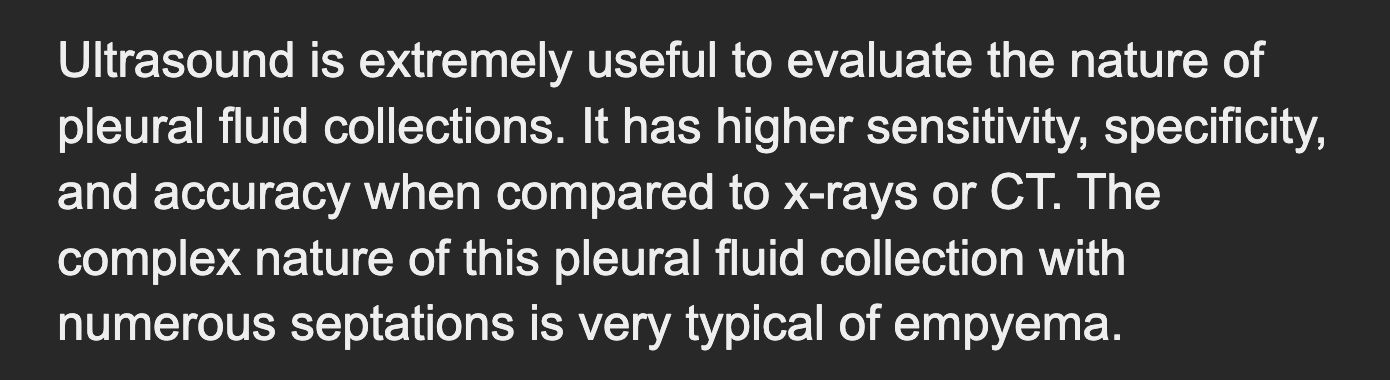 Ultrasound is extremely useful to evaluate the nature of
pleural fluid collections. It has higher sensitivity, specificity,
and accuracy when compared to x-rays or CT. The
complex nature of this pleural fluid collection with
numerous septations is very typical of empyema.